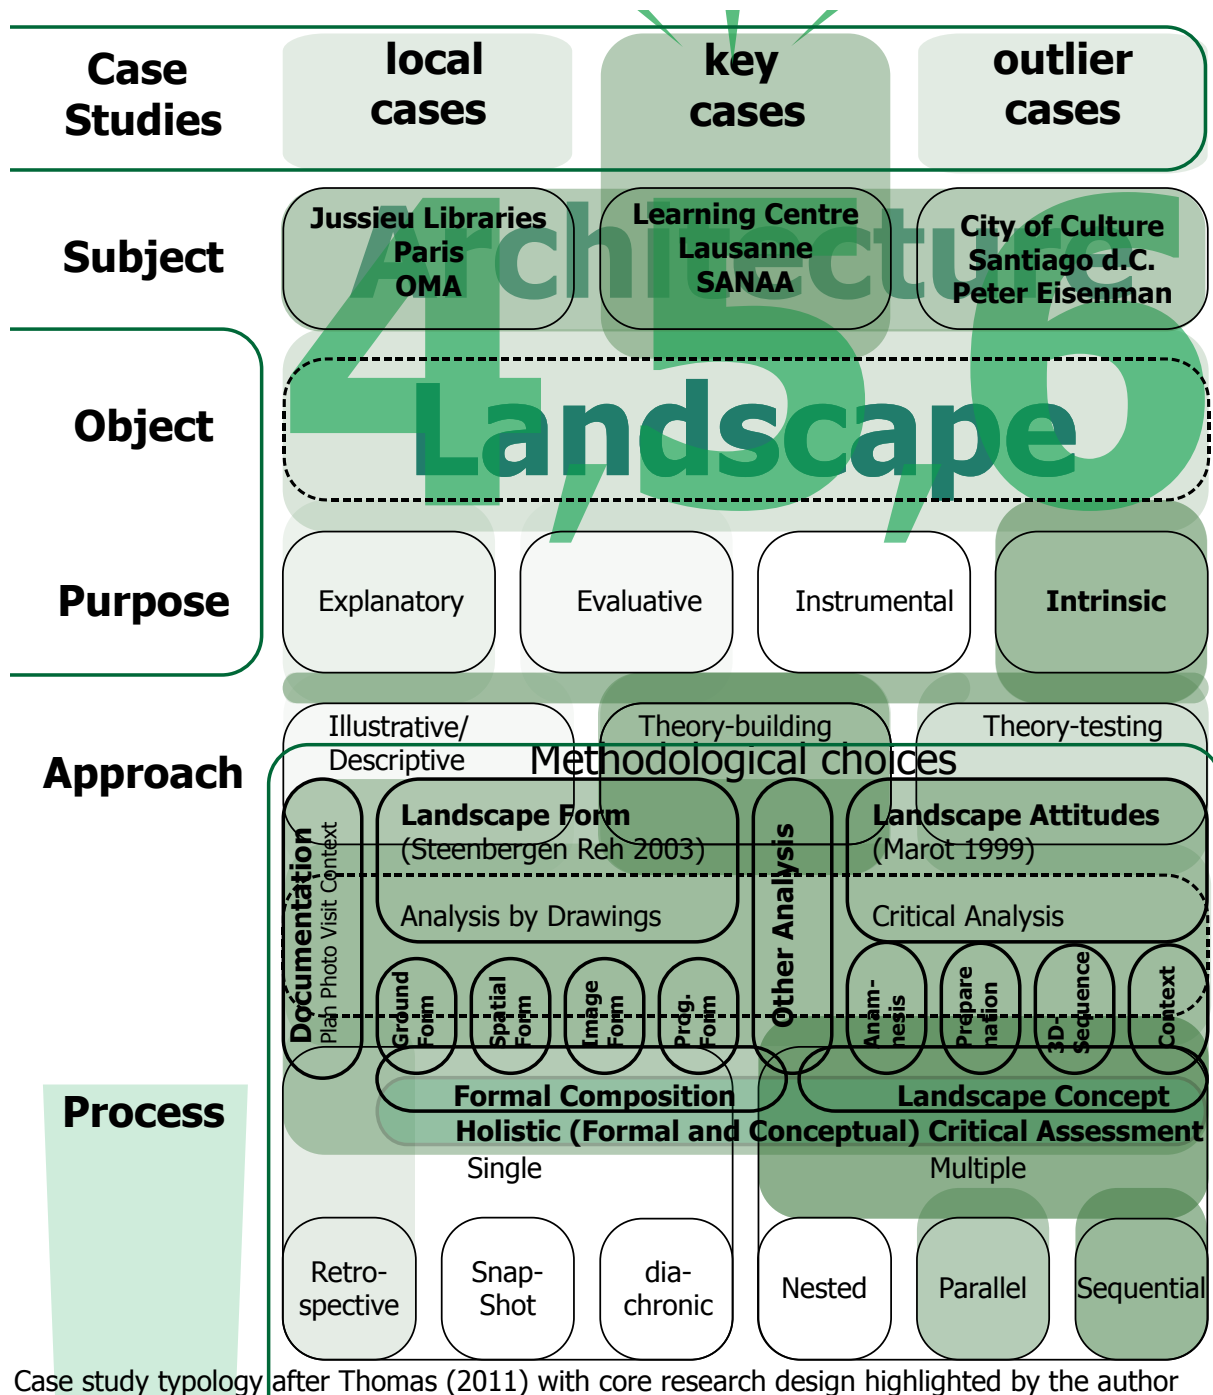 Case
Studies
local
cases
key
cases
outlier
cases
Subject
Architecture
Jussieu Libraries
Paris
OMA
Learning Centre
Lausanne
SANAA
City of Culture
Santiago d.C.
Peter Eisenman
4, 5, 6
Object
Landscape
Purpose
Explanatory
Evaluative
Instrumental
Intrinsic
Approach
Illustrative/
Descriptive
Theory-building
Theory-testing
Methodological choices
Documentation
Plan Photo Visit Context
Landscape Form
(Steenbergen Reh 2003)
Analysis by Drawings
Ground
Form
Spatial
Form
Image
Form
Prog.
Form
Other Analysis
Landscape Attitudes
(Marot 1999)
Critical Analysis
Anam-
nesis
Prepare
nation
3D-
Sequence
Context
Process
Formal Composition
Landscape Concept
Holistic (Formal and Conceptual) Critical Assessment
Single
Multiple
Retro-
spective
Snap-
Shot
dia-
chronic
Nested
Parallel
Sequential
Case study typology after Thomas (2011) with core research design highlighted by the author